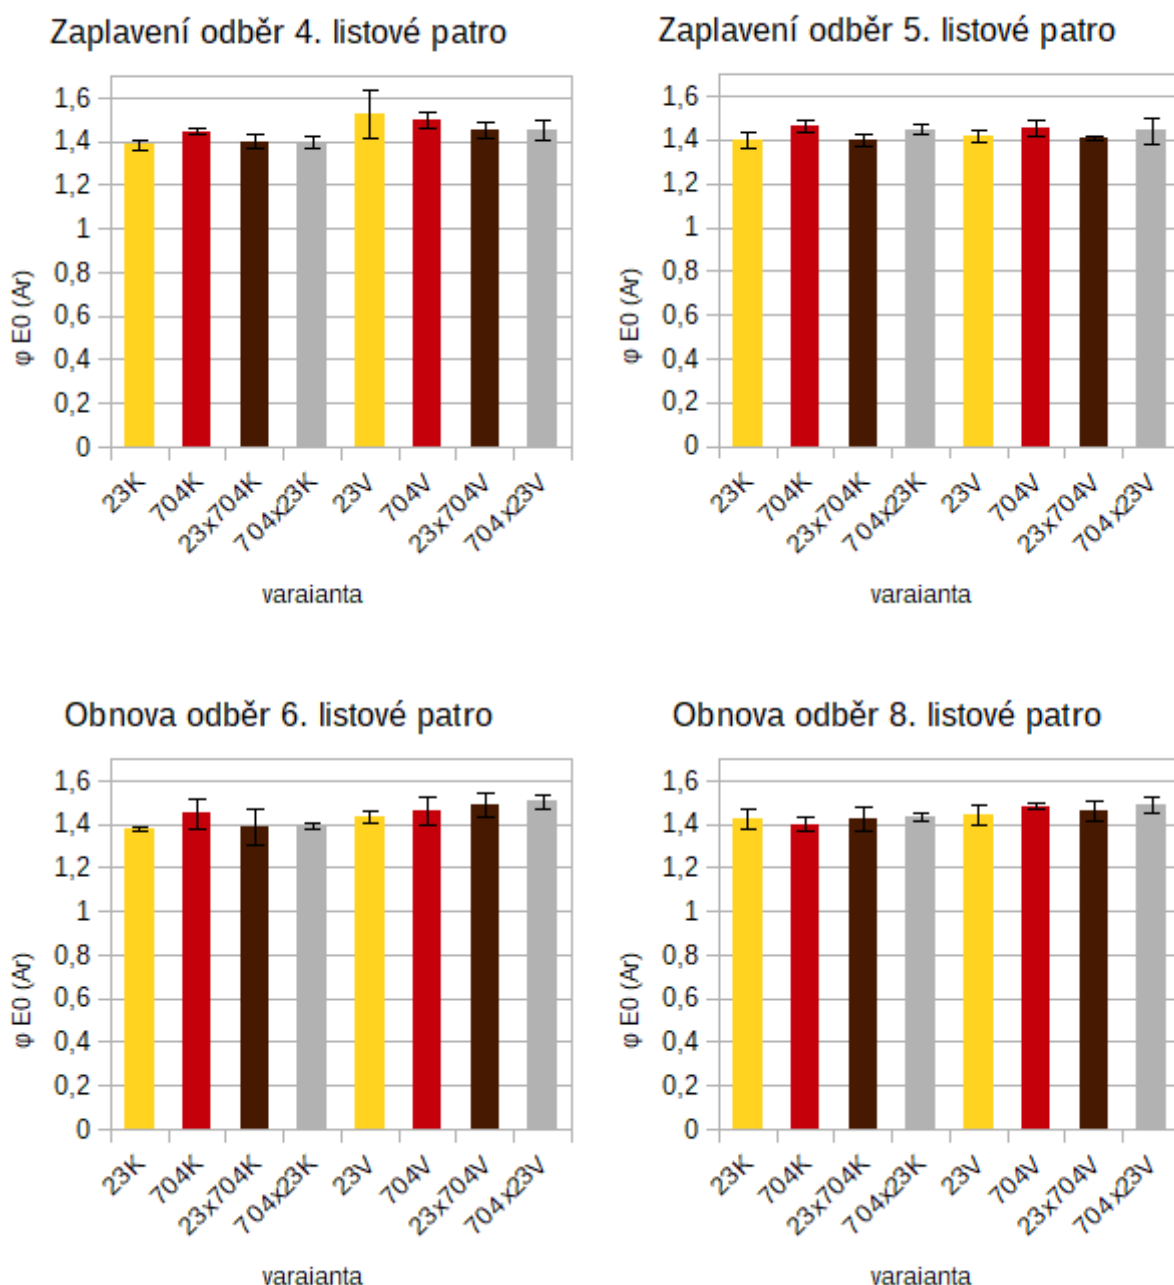 Zaplavení odběr 4. listové patro
φ E0 (Ar)
1,6
1,4
1,2
1
0,8
0,6
0,4
0,2
0
23K
704K
23x704K
704x23K
23V
704V
23x704V
704x23V
varaianta
Zaplavení odběr 5. listové patro
φ E0 (Ar)
1,6
1,4
1,2
1
0,8
0,6
0,4
0,2
0
23K
704K
23x704K
704x23K
23V
704V
23x704V
704x23V
varaianta
Obnova odběr 6. listové patro
φ E0 (Ar)
1,6
1,4
1,2
1
0,8
0,6
0,4
0,2
0
23K
704K
23x704K
704x23K
23V
704V
23x704V
704x23V
varaianta
Obnova odběr 8. listové patro
φ E0 (Ar)
1,6
1,4
1,2
1
0,8
0,6
0,4
0,2
0
23K
704K
23x704K
704x23K
23V
704V
23x704V
704x23V
varaianta